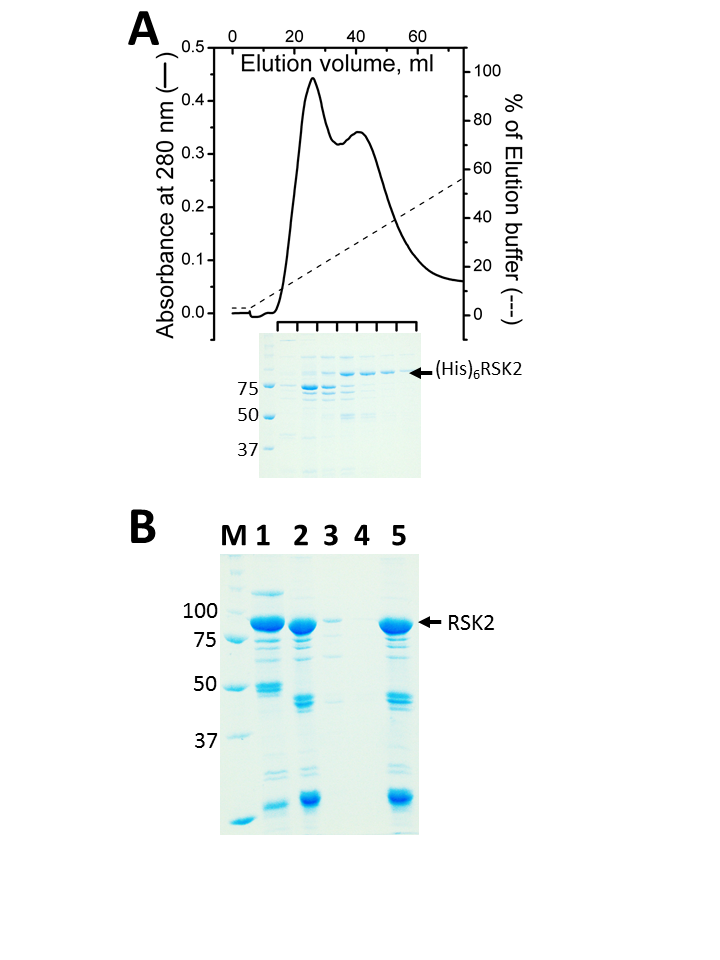 A
0 20 40 60
Elution volume, ml
0.5
0.4
0.3
0.2
0.1
0.0
Absorbance at 280 nm (—)
100
80
60
40
20
0
% of Elution buffer (---)
(His)6RSK2
75
50
37
B
M 1 2 3 4 5
100
75
50
37
RSK2